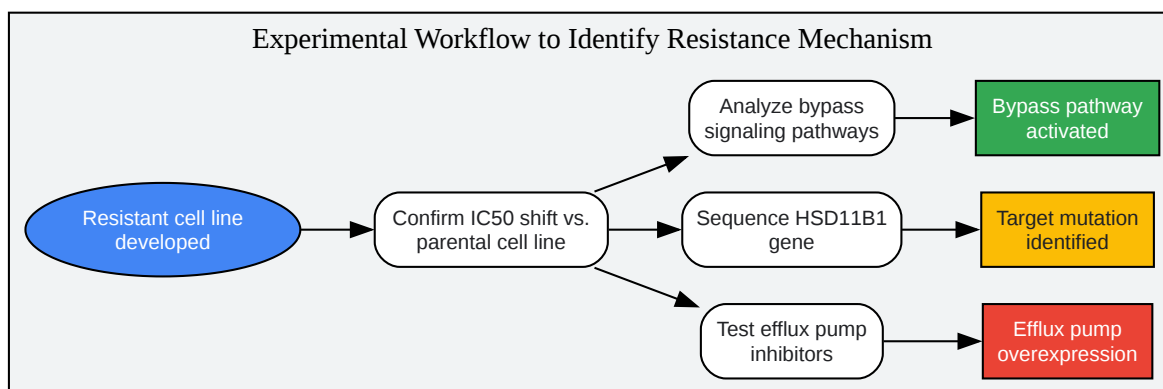 Experimental Workflow to Identify Resistance Mechanism
Resistant cell line
developed
Confirm IC50 shift vs.
parental cell line
Analyze bypass
signaling pathways
Bypass pathway
activated
Sequence HSD11B1
gene
Target mutation
identified
Test efflux pump
inhibitors
Efflux pump
overexpression